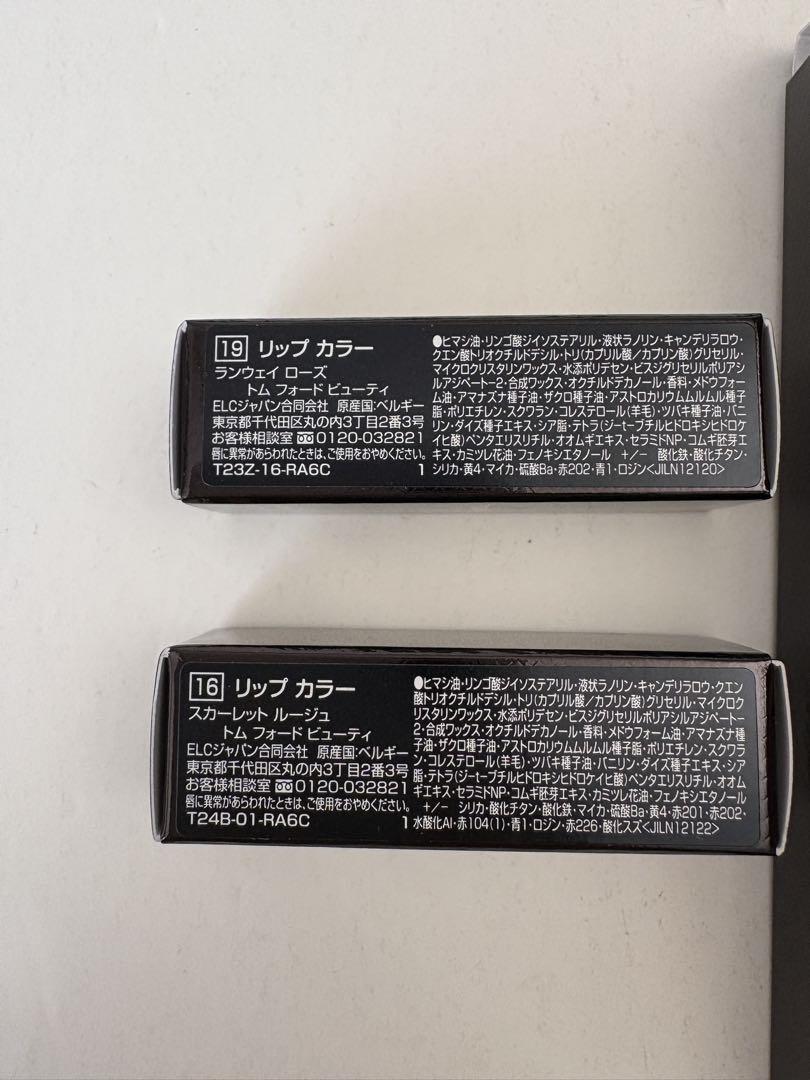 19 リップ カラー
ランウェイ ローズ
トム フォード ビューティ
ELCジャパン合同会社 原産国:ベルギー
東京都千代田区丸の内3丁目2番3号
お客様相談室 0120-032821
唇に異常があらわれたときは、ご使用をおやめください。
T23Z-16-RA6C 1
●ヒマシ油・リンゴ酸ジイソステアリル・液状ラノリン・キャンデリラロウ・
クエン酸トリオクチルドデシル・トリ(カプリル酸/カプリン酸)グリセリル・
マイクロクリスタリンワックス・水添ポリデセン・ビスジグリセリルポリアシ
ルアジペート-2・合成ワックス・オクチルドデカノール・香料・メドウフォー
ム油・アマナズナ種子油・ザクロ種子油・アストロカリウムムルムル種子
脂・ポリエチレン・スクワラン・コレステロール(羊毛)・ツバキ種子油・バニ
リン・ダイズ種子エキス・シア脂・テトラ(ジ-t-ブチルヒドロキシヒドロケ
イヒ酸)ペンタエリスリチル・オオムギエキス・セラミドNP・コムギ胚芽エ
キス・カミツレ花油・フェノキシエタノール +/- 酸化鉄・酸化チタン・
シリカ・黄4・マイカ・硫酸Ba・赤202・青1・ロジン<JILN12120>
16 リップ カラー
スカーレット ルージュ
トム フォード ビューティ
ELCジャパン合同会社 原産国:ベルギー
東京都千代田区丸の内3丁目2番3号
お客様相談室 0120-032821
唇に異常があらわれたときは、ご使用をおやめください。
T24B-01-RA6C 1
●ヒマシ油・リンゴ酸ジイソステアリル・液状ラノリン・キャンデリラロウ・クエン
酸トリオクチルドデシル・トリ(カプリル酸/カプリン酸)グリセリル・マイクロク
リスタリンワックス・水添ポリデセン・ビスジグリセリルポリアシルアジペート-
2・合成ワックス・オクチルドデカノール・香料・メドウフォーム油・アマナズナ種
子油・ザクロ種子油・アストロカリウムムルムル種子脂・ポリエチレン・スクワラ
ン・コレステロール(羊毛)・ツバキ種子油・バニリン・ダイズ種子エキス・シア
脂・テトラ(ジ-t-ブチルヒドロキシヒドロケイヒ酸)ペンタエリスリチル・オオム
ギエキス・セラミドNP・コムギ胚芽エキス・カミツレ花油・フェノキシエタノール
+/- シリカ・酸化チタン・酸化鉄・マイカ・硫酸Ba・黄4・赤201・赤202・
水酸化Al・赤104(1)・青1・ロジン・赤226・酸化スズ<JILN12122>